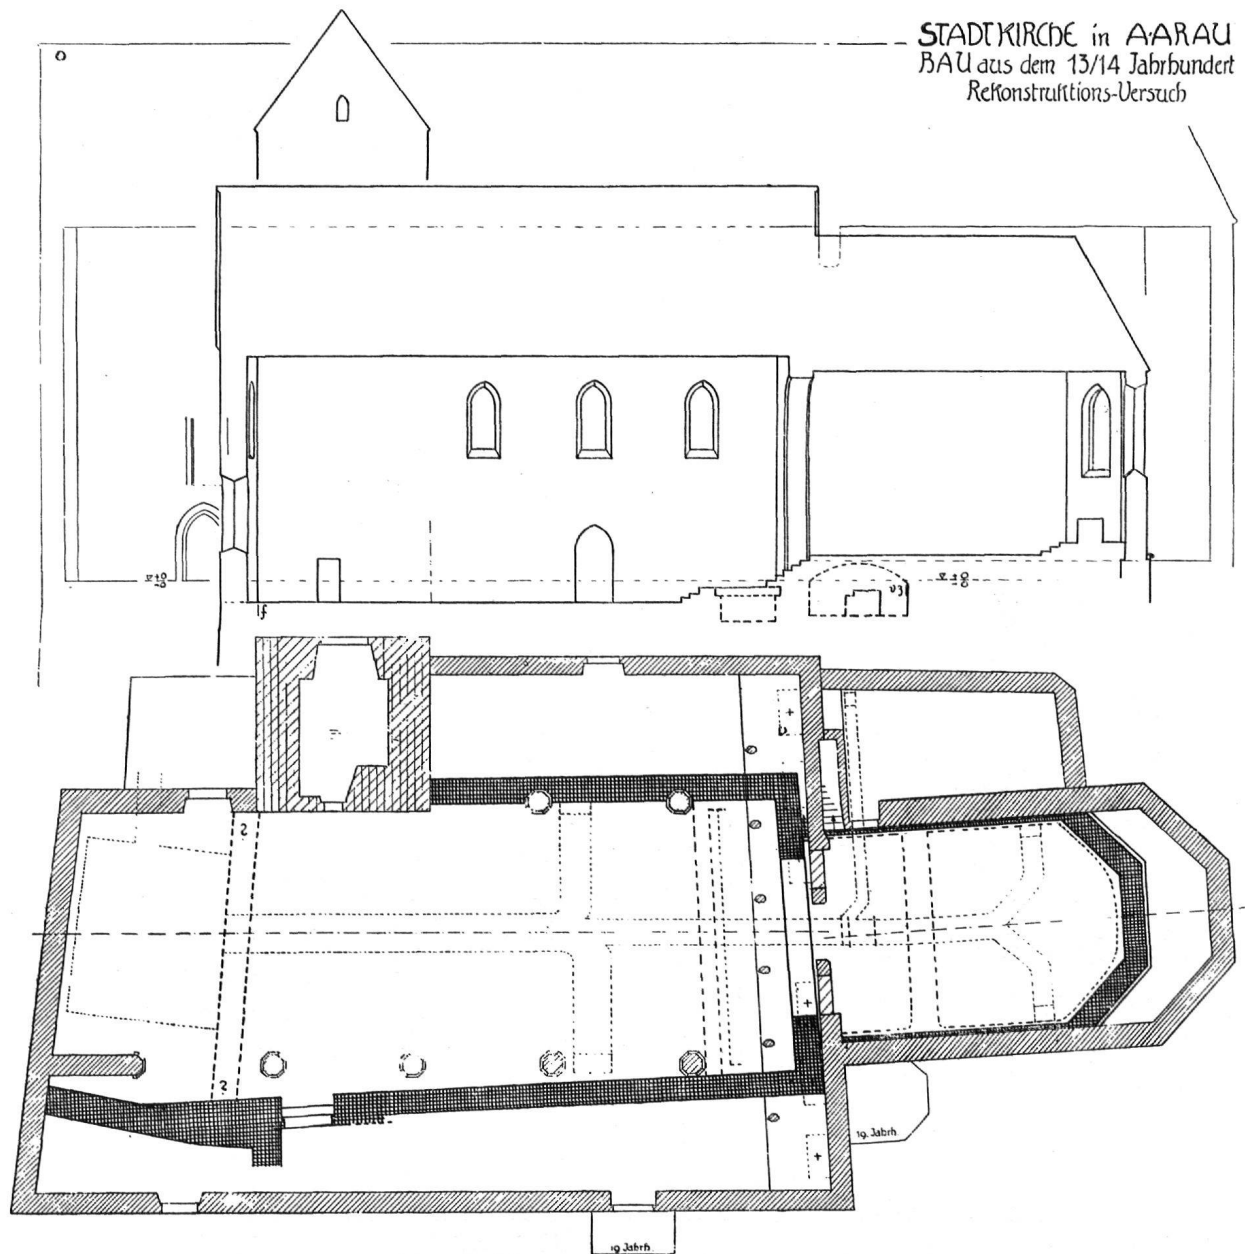 STADTKIRCHE in AARAU
BAU aus dem 13/14 Jahrhundert
Rekonstruktions-Versuch
f
19. Jahrh.
19 Jahrh.